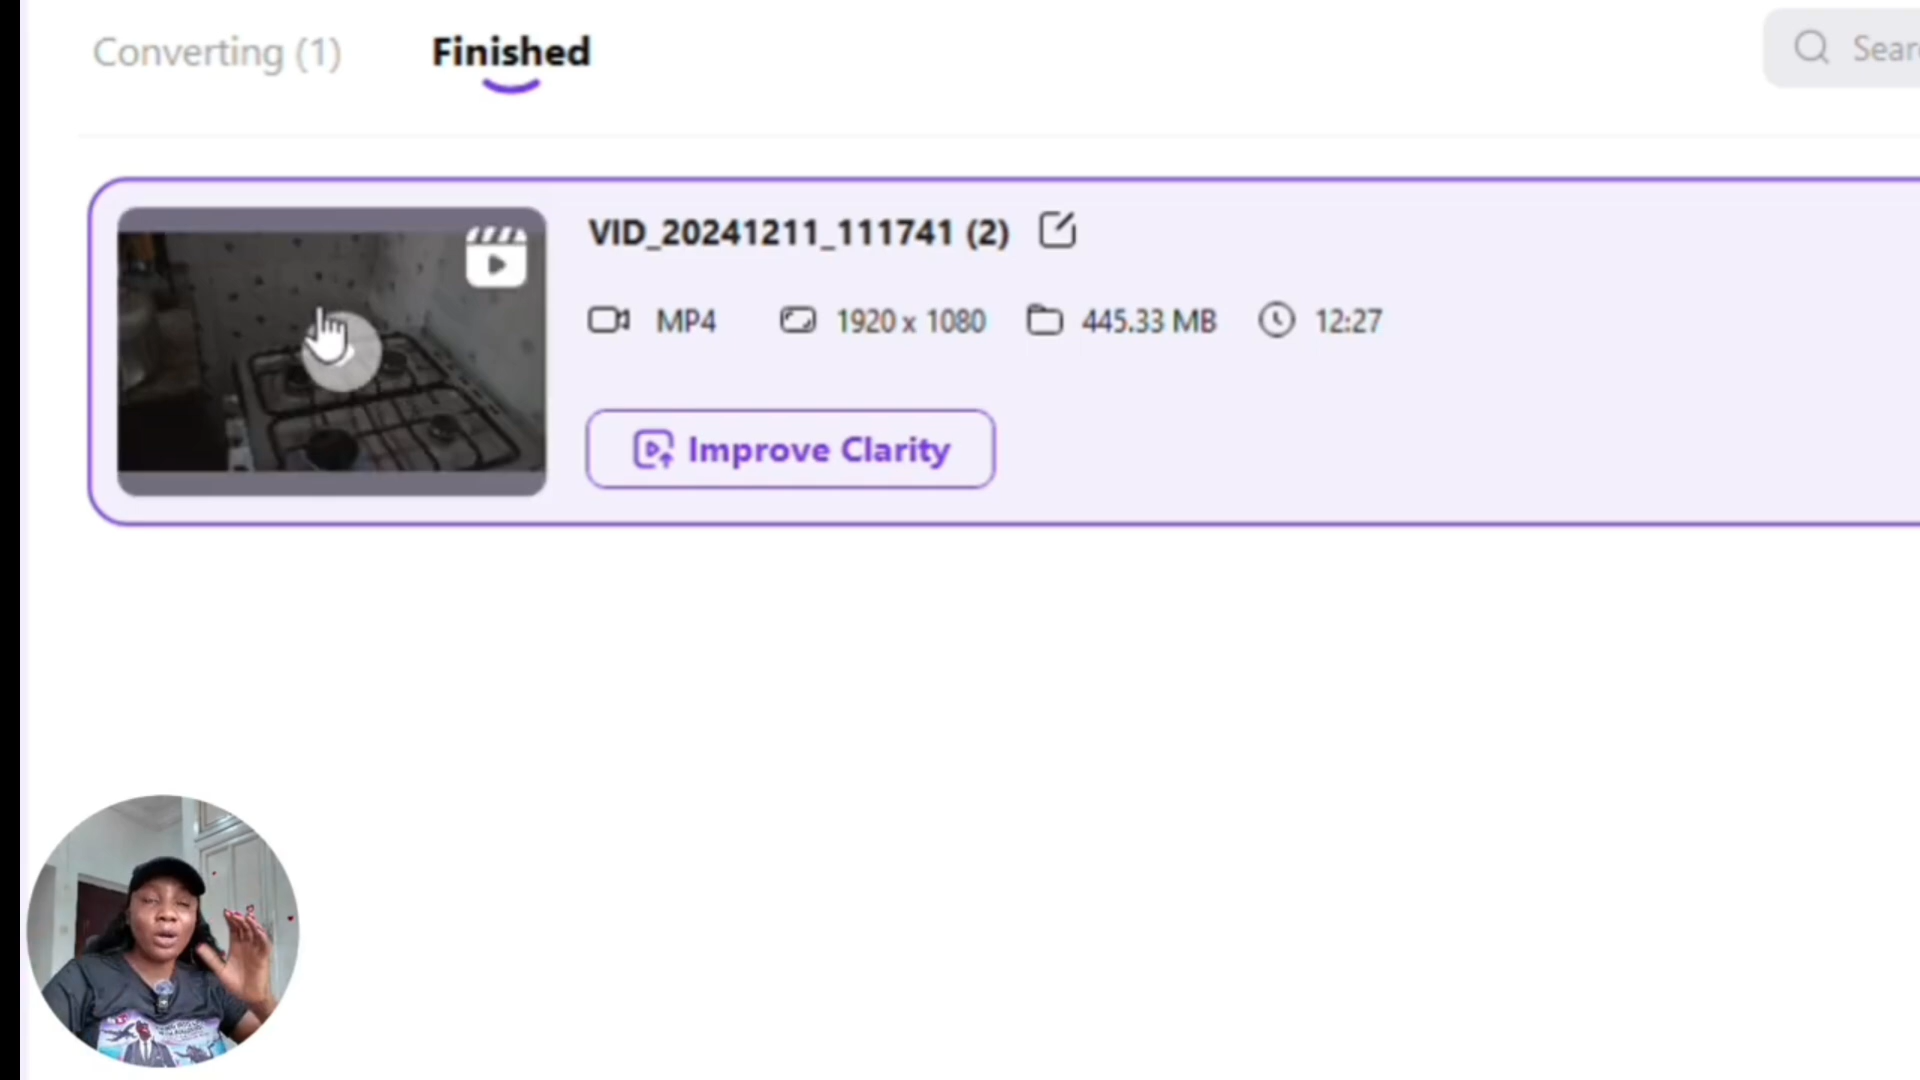 Converting (1)
Finished
Sear
VID_20241211_111741 (2)
MP4
1920 x 1080
445.33 MB
12:27
Improve Clarity